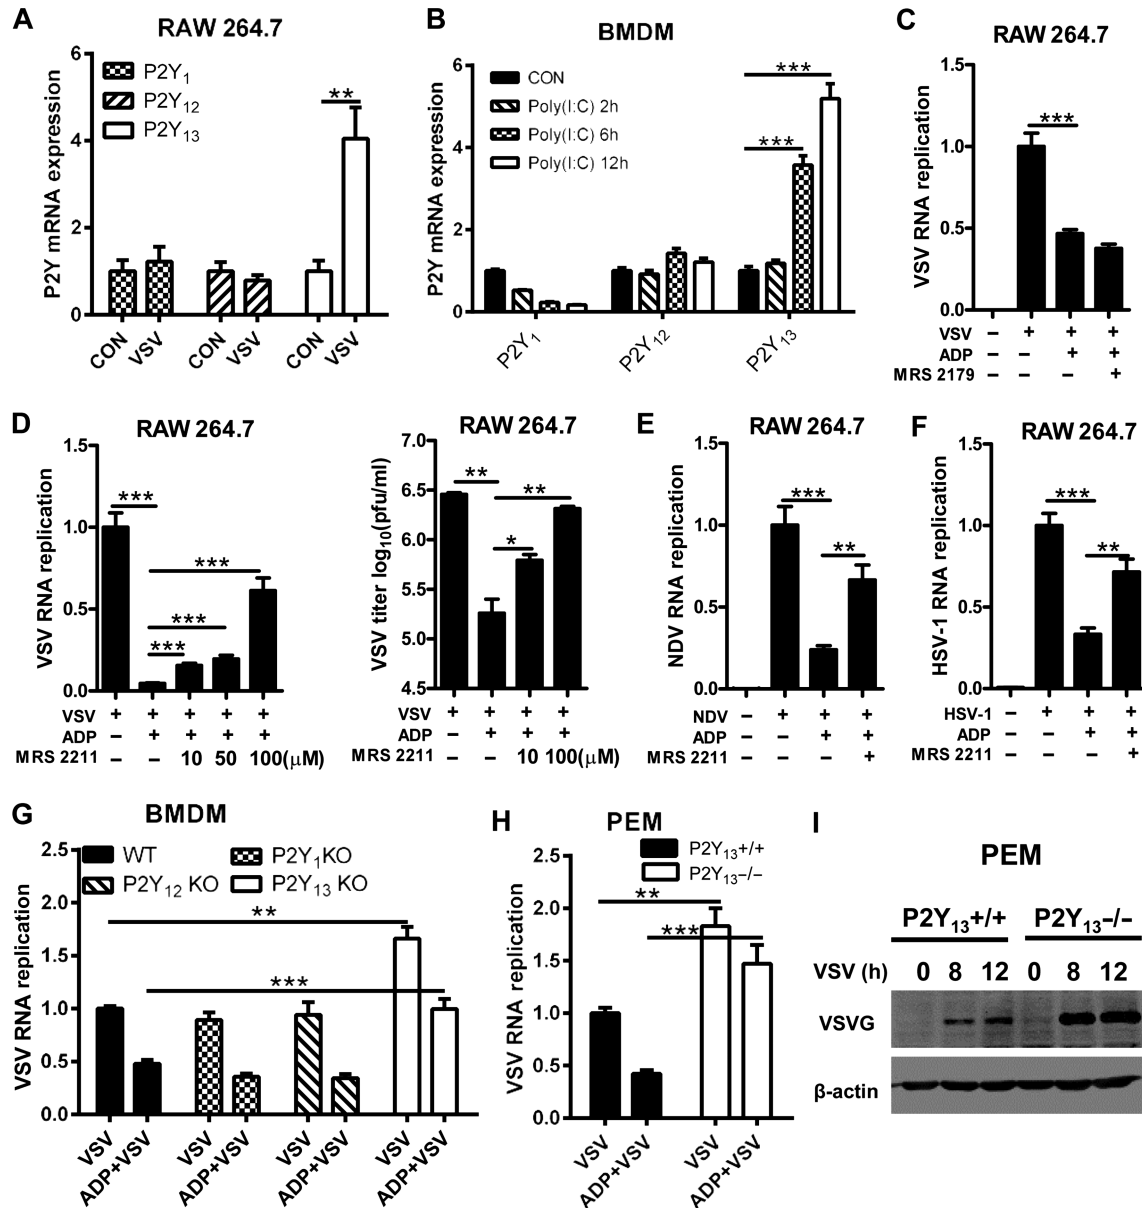 A
RAW 264.7
P2Y mRNA expression
6
4
2
0
P2Y1
P2Y12
P2Y13
**
CON
VSV
CON
VSV
CON
VSV
B
BMDM
P2Y mRNA expression
6
4
2
1
0
CON
Poly(I:C) 2h
Poly(I:C) 6h
Poly(I:C) 12h
***
***
P2Y1
P2Y12
P2Y13
C
RAW 264.7
VSV RNA replication
1.5
1.0
0.5
0.0
***
VSV – + + +
ADP – – + +
MRS 2179 – – – +
D
RAW 264.7
VSV RNA replication
1.5
1.0
0.5
0.0
***
***
***
***
VSV + + + + +
ADP – + + + +
MRS 2211 – – 10 50 100(μM)
RAW 264.7
VSV titer log10(pfu/ml)
7.0
6.5
6.0
5.5
5.0
4.5
**
**
*
VSV + + + +
ADP – + + +
MRS 2211 – – 10 100(μM)
E
RAW 264.7
NDV RNA replication
1.5
1.0
0.5
0.0
***
**
NDV – + + +
ADP – – + +
MRS 2211 – – – +
F
RAW 264.7
HSV-1 RNA replication
1.5
1.0
0.5
0.0
***
**
HSV-1 – + + +
ADP – – + +
MRS 2211 – – – +
G
BMDM
VSV RNA replication
2.5
2.0
1.5
1.0
0.5
0.0
WT
P2Y1KO
P2Y12 KO
P2Y13 KO
**
***
VSV
ADP+VSV
VSV
ADP+VSV
VSV
ADP+VSV
VSV
ADP+VSV
H
PEM
VSV RNA replication
2.5
2.0
1.5
1.0
0.5
0.0
P2Y13+/+
P2Y13–/–
**
***
VSV
ADP+VSV
VSV
ADP+VSV
I
PEM
P2Y13+/+ P2Y13–/–
VSV (h) 0 8 12 0 8 12
VSVG
β-actin